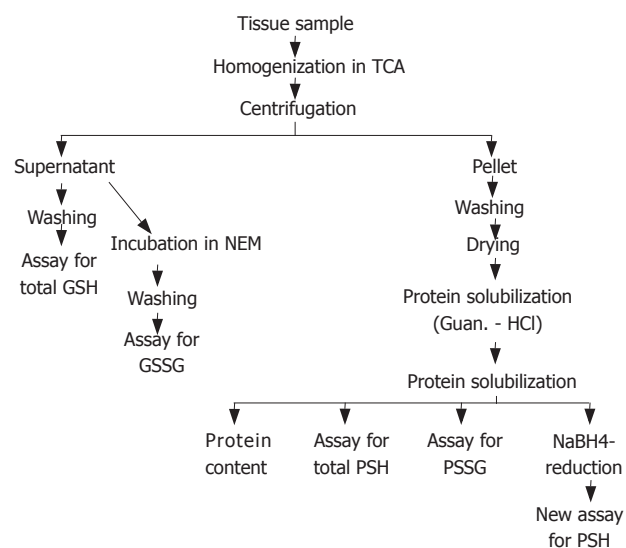 Tissue sample
Homogenization in TCA
Centrifugation
Supernatant
Washing
Assay for
total GSH
Incubation in NEM
Washing
Assay for
GSSG
Pellet
Washing
Drying
Protein solubilization
(Guan. - HCl)
Protein solubilization
Protein
content
Assay for
total PSH
Assay for
PSSG
NaBH4-
reduction
New assay
for PSH